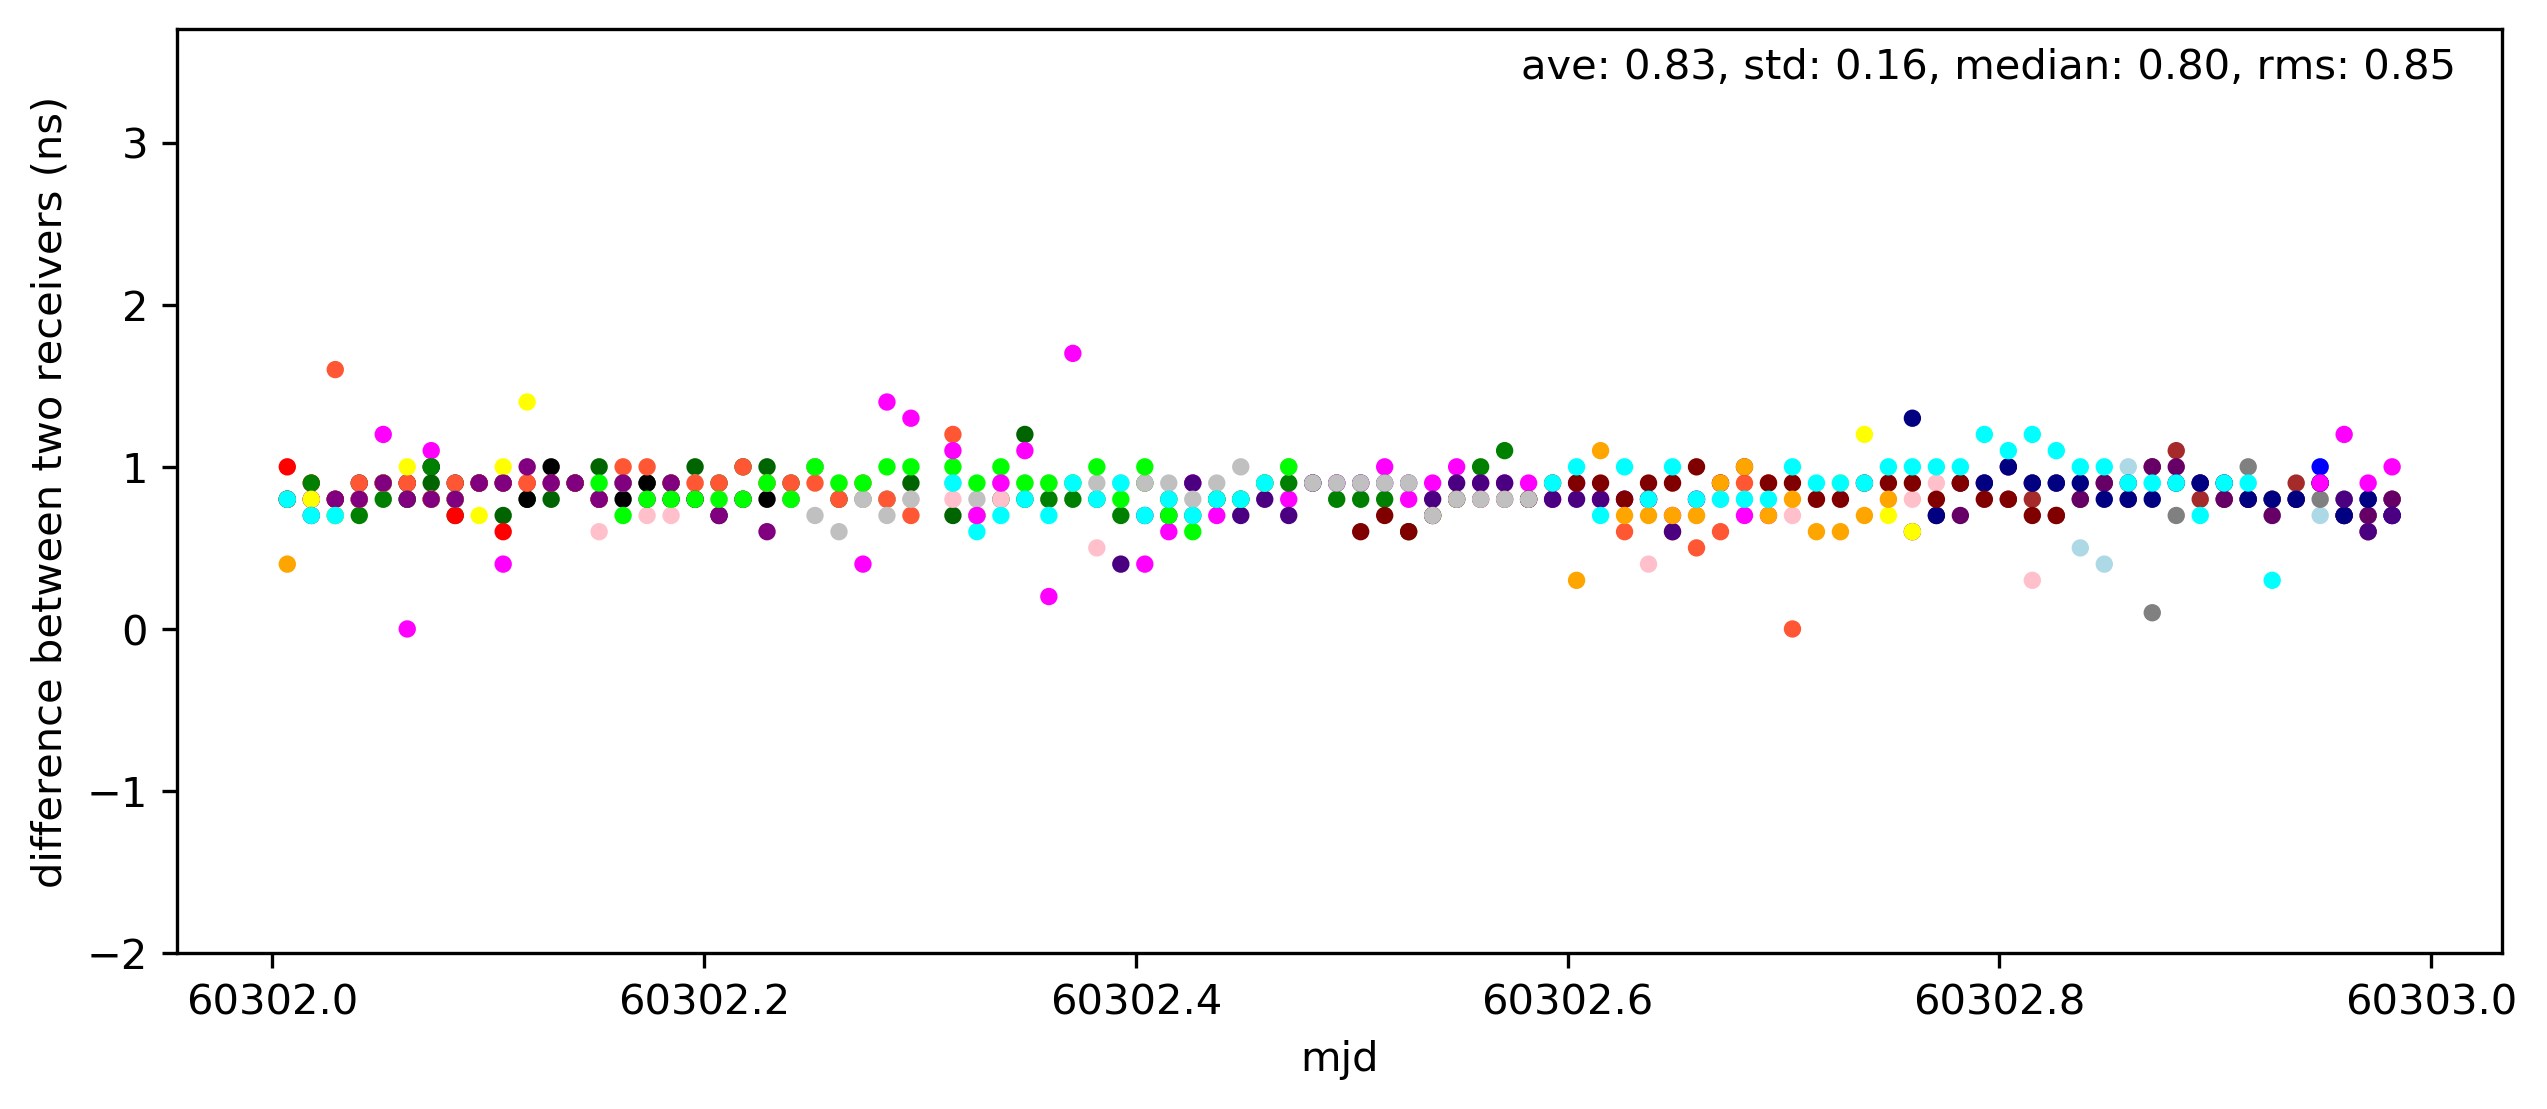 ave: 0.83, std: 0.16, median: 0.80, rms: 0.85
difference between two receivers (ns)
3
2
1
0
−1
−2
60302.0 60302.2 60302.4 60302.6 60302.8 60303.0
mjd